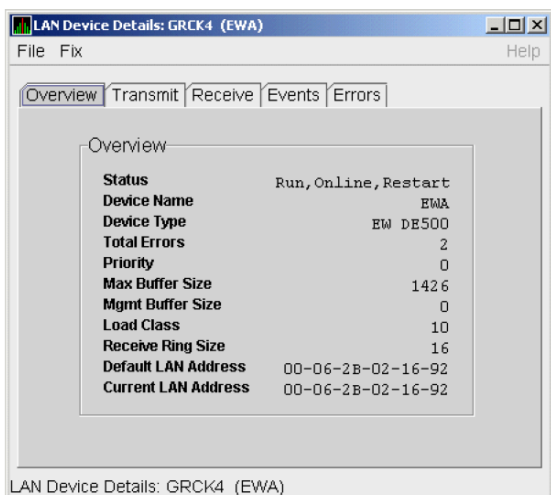 LAN Device Details: GRCK4 (EWA)
File Fix Help
Overview Transmit Receive Events Errors
Overview
Status Run,Online,Restart
Device Name EWA
Device Type EW DE500
Total Errors 2
Priority 0
Max Buffer Size 1426
Mgmt Buffer Size 0
Load Class 10
Receive Ring Size 16
Default LAN Address 00-06-2B-02-16-92
Current LAN Address 00-06-2B-02-16-92
LAN Device Details: GRCK4 (EWA)